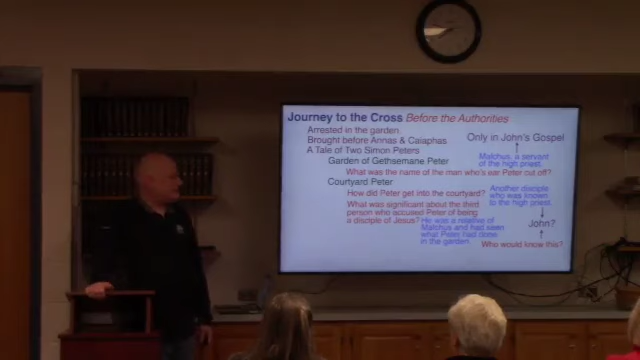 Journey to the Cross Before the Authorities
Arrested in the garden.
Brought before Annas & Caiaphas
A Tale of Two Simon Peters
Only in John's Gospel
Garden of Gethsemane Peter
Malchus, a servant
of the high priest.
What was the name of the man who's ear Peter cut off?
Courtyard Peter
How did Peter get into the courtyard?
Another disciple
who was known
to the high priest.
What was significant about the third
person who accused Peter of being
a disciple of Jesus?
He was a relative of
Malchus and had seen
what Peter had done
in the garden.
John?
Who would know this?